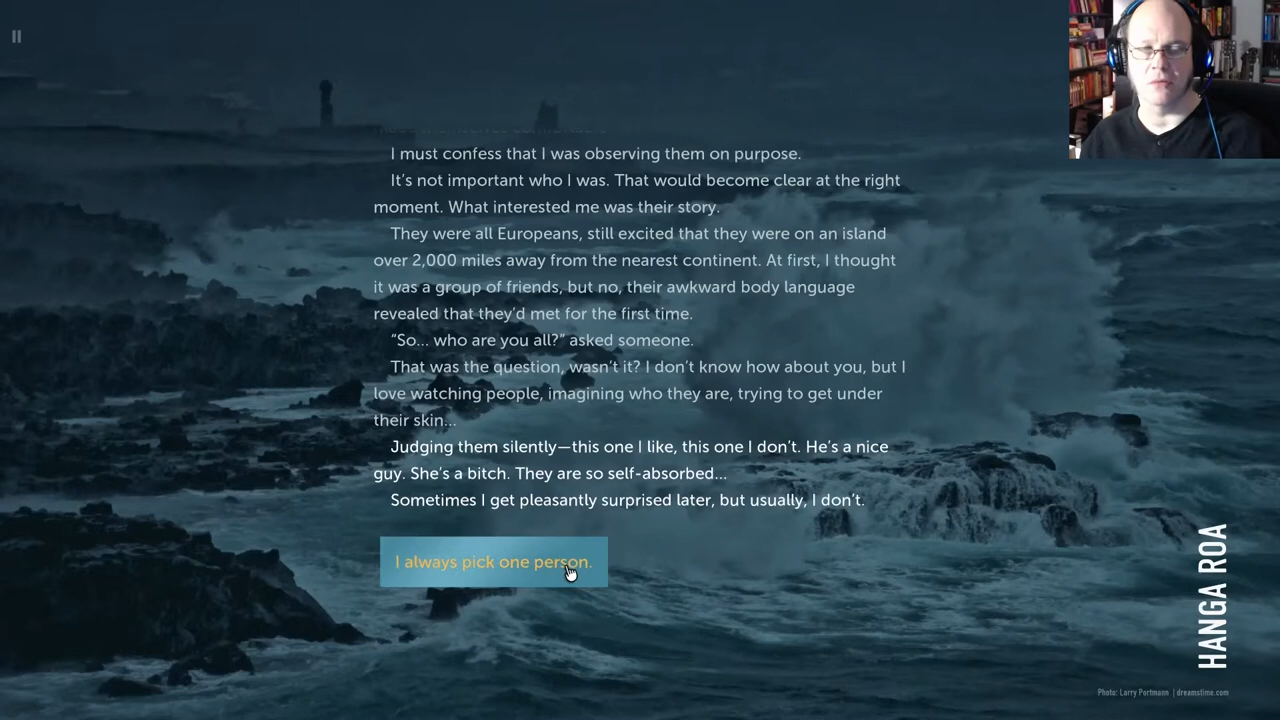 I must confess that I was observing them on purpose.
It’s not important who I was. That would become clear at the right
moment. What interested me was their story.
They were all Europeans, still excited that they were on an island
over 2,000 miles away from the nearest continent. At first, I thought
it was a group of friends, but no, their awkward body language
revealed that they’d met for the first time.
“So… who are you all?” asked someone.
That was the question, wasn’t it? I don’t know how about you, but I
love watching people, imagining who they are, trying to get under
their skin…
Judging them silently—this one I like, this one I don’t. He’s a nice
guy. She’s a bitch. They are so self-absorbed…
Sometimes I get pleasantly surprised later, but usually, I don’t.
I always pick one person.
HANGA ROA
Photo: Larry Portmann | dreamstime.com